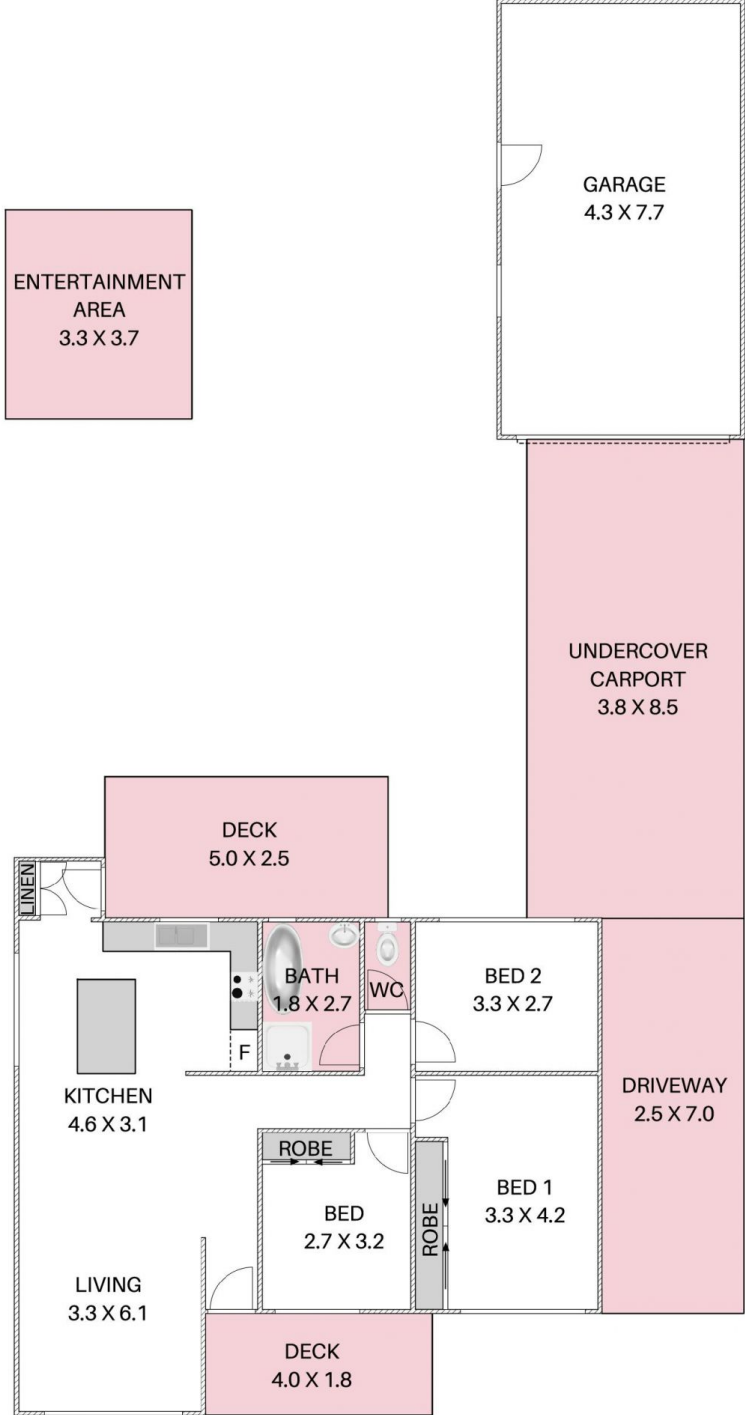 GARAGE
4.3 X 7.7
ENTERTAINMENT
AREA
3.3 X 3.7
UNDERCOVER
CARPORT
3.8 X 8.5
DECK
5.0 X 2.5
LINEN
BATH
1.8 X 2.7
WC
BED 2
3.3 X 2.7
F
KITCHEN
4.6 X 3.1
DRIVEWAY
2.5 X 7.0
ROBE
BED
2.7 X 3.2
ROBE
BED 1
3.3 X 4.2
LIVING
3.3 X 6.1
DECK
4.0 X 1.8